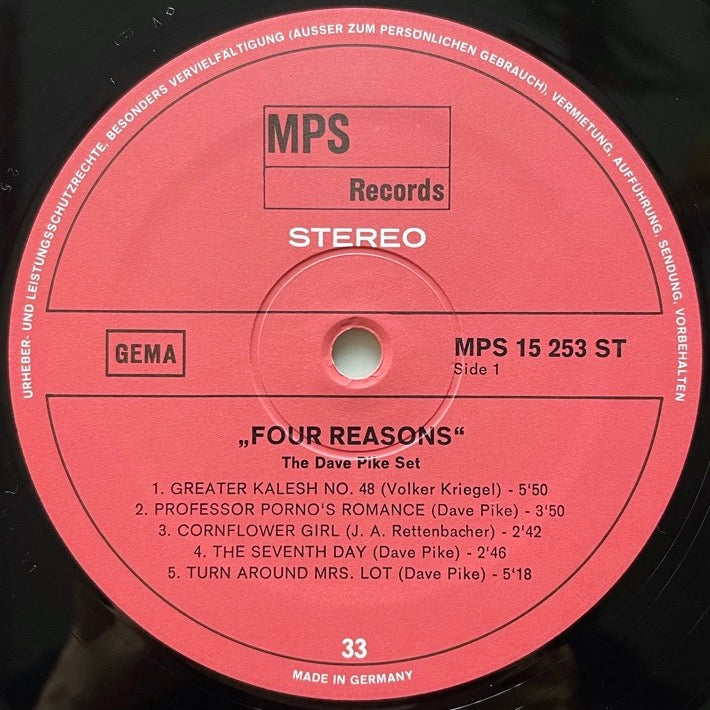 URHEBER- UND LEISTUNGSSCHUTZRECHTE, BESONDERS VERVIELFÄLTIGUNG (AUSSER ZUM PERSÖNLICHEN GEBRAUCH), VERMIETUNG, AUFFÜHRUNG, SENDUNG, VORBEHALTEN
MPS
Records
STEREO
GEMA
MPS 15 253 ST
Side 1
„FOUR REASONS“
The Dave Pike Set
1. GREATER KALESH NO. 48 (Volker Kriegel) - 5'50
2. PROFESSOR PORNO'S ROMANCE (Dave Pike) - 3'50
3. CORNFLOWER GIRL (J. A. Rettenbacher) - 2'42
4. THE SEVENTH DAY (Dave Pike) - 2'46
5. TURN AROUND MRS. LOT (Dave Pike) - 5'18
33
MADE IN GERMANY